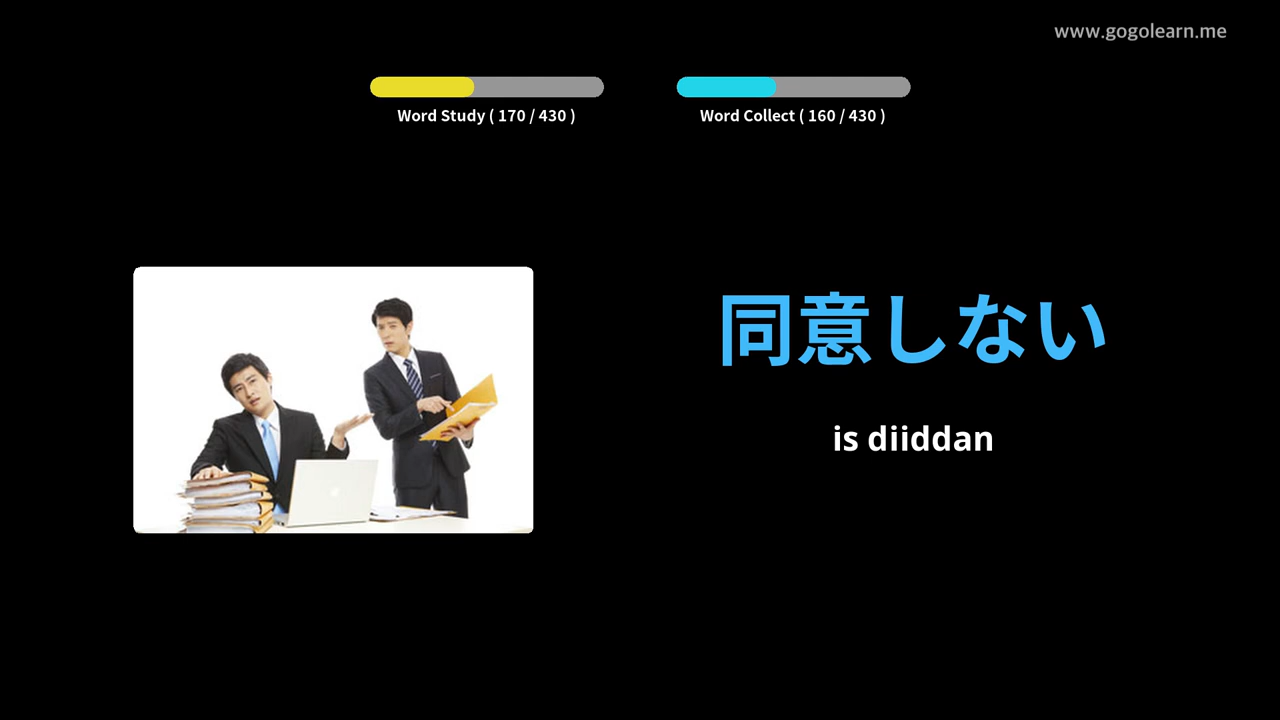 www.gogolearn.me
Word Study ( 170 / 430 )
Word Collect ( 160 / 430 )
同意しない
is diiddan